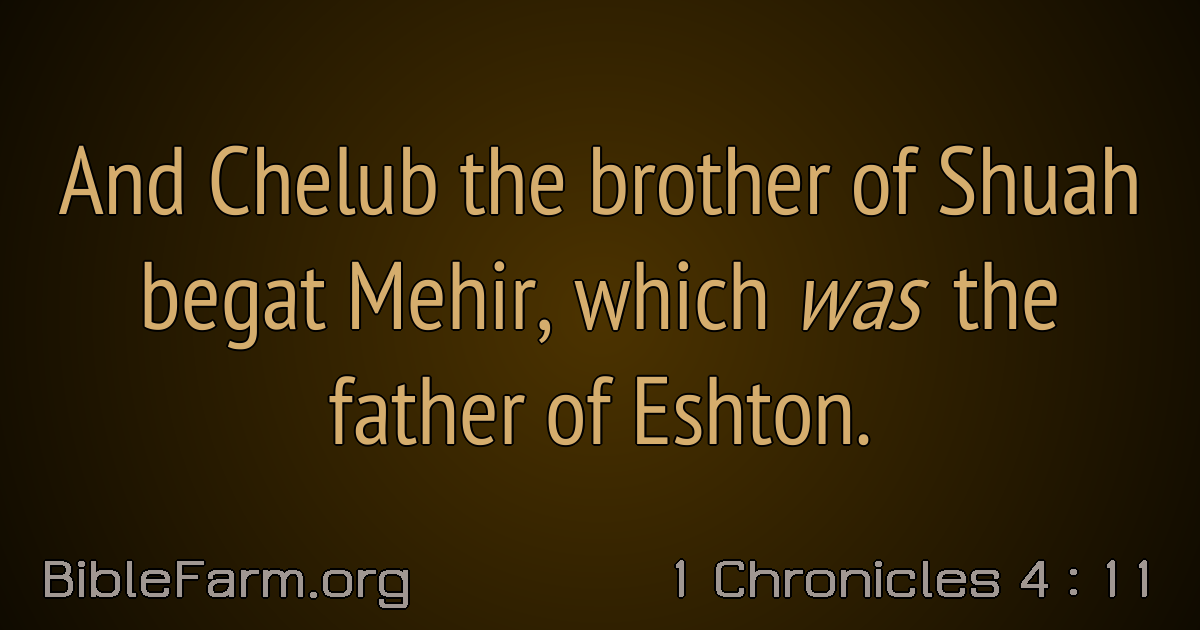 And Chelub the brother of Shuah
begat Mehir, which was the
father of Eshton.
BibleFarm.org
1 Chronicles 4 : 11